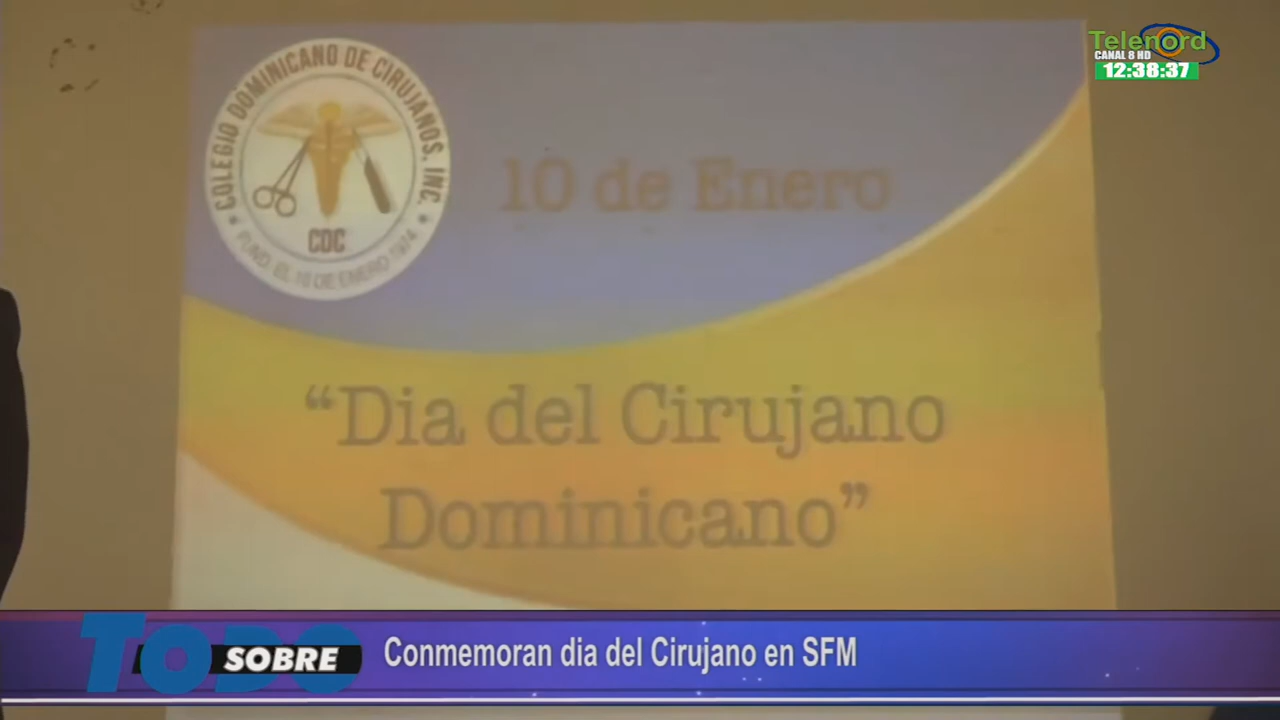 Telenord
CANAL 8 HD
12:38:37
COLEGIO DOMINICANO DE CIRUJANOS, INC.
CDC
FUND. EL 10 DE ENERO 1974
10 de Enero
“Dia del Cirujano
Dominicano”
TODO
SOBRE
Conmemoran dia del Cirujano en SFM